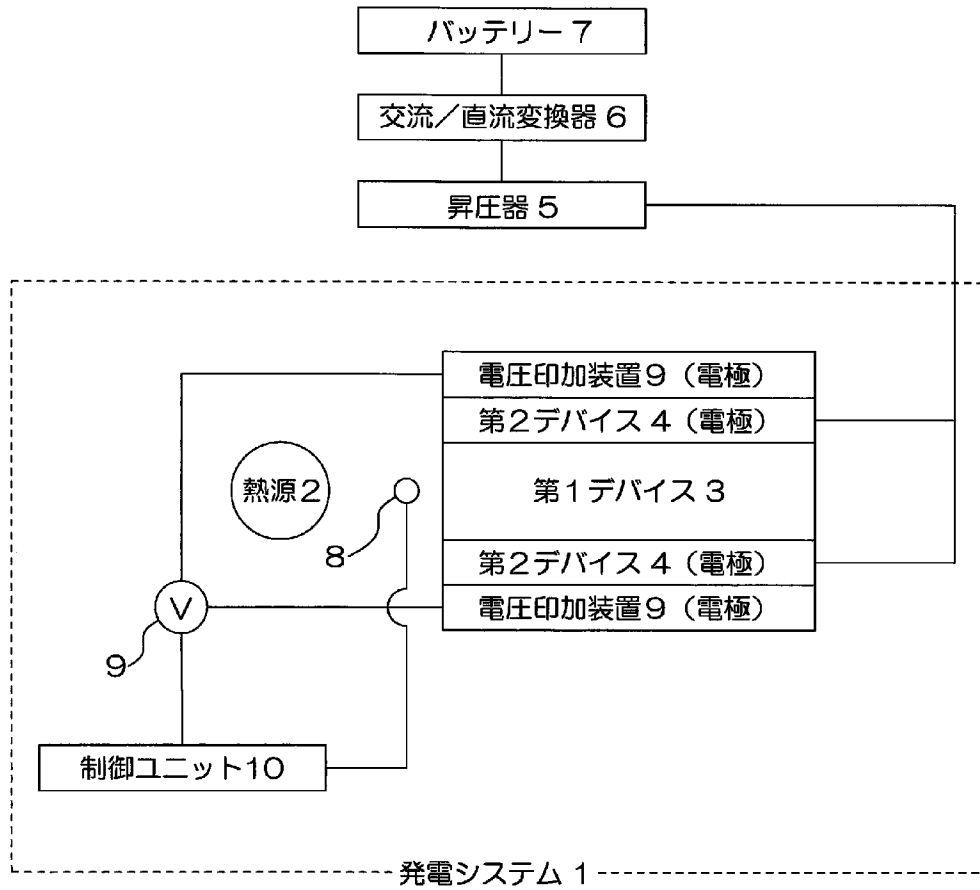 バッテリー7
交流／直流変換器6
昇圧器5
電圧印加装置9（電極）
第2デバイス4（電極）
熱源2
8
第1デバイス3
第2デバイス4（電極）
V
電圧印加装置9（電極）
9
制御ユニット10
発電システム1